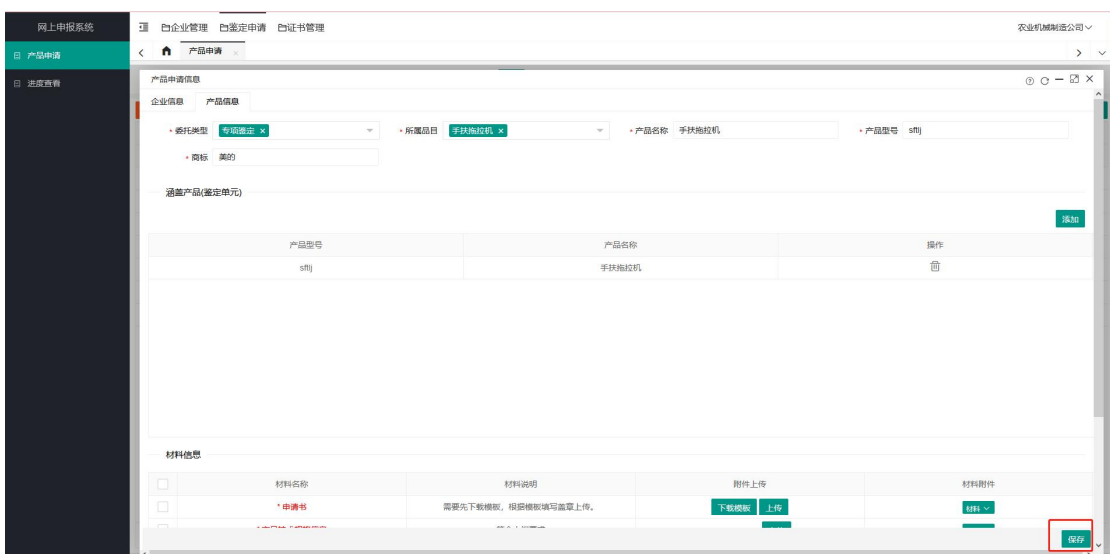 网上申报系统 企业管理 鉴定申请 证书管理 农业机械制造公司
产品申请 产品申请
进度查看 产品申请信息
企业信息 产品信息
* 委托类型 专项鉴定 × * 所属品目 手扶拖拉机 × * 产品名称 手扶拖拉机 * 产品型号 sftlj
* 商标 美的
涵盖产品(鉴定单元)
添加
产品型号 产品名称 操作
sftlj 手扶拖拉机
材料信息
材料名称 材料说明 附件上传 材料附件
* 申请书 需要先下载模板，根据模板填写盖章上传。 下载模板 上传 材料
保存